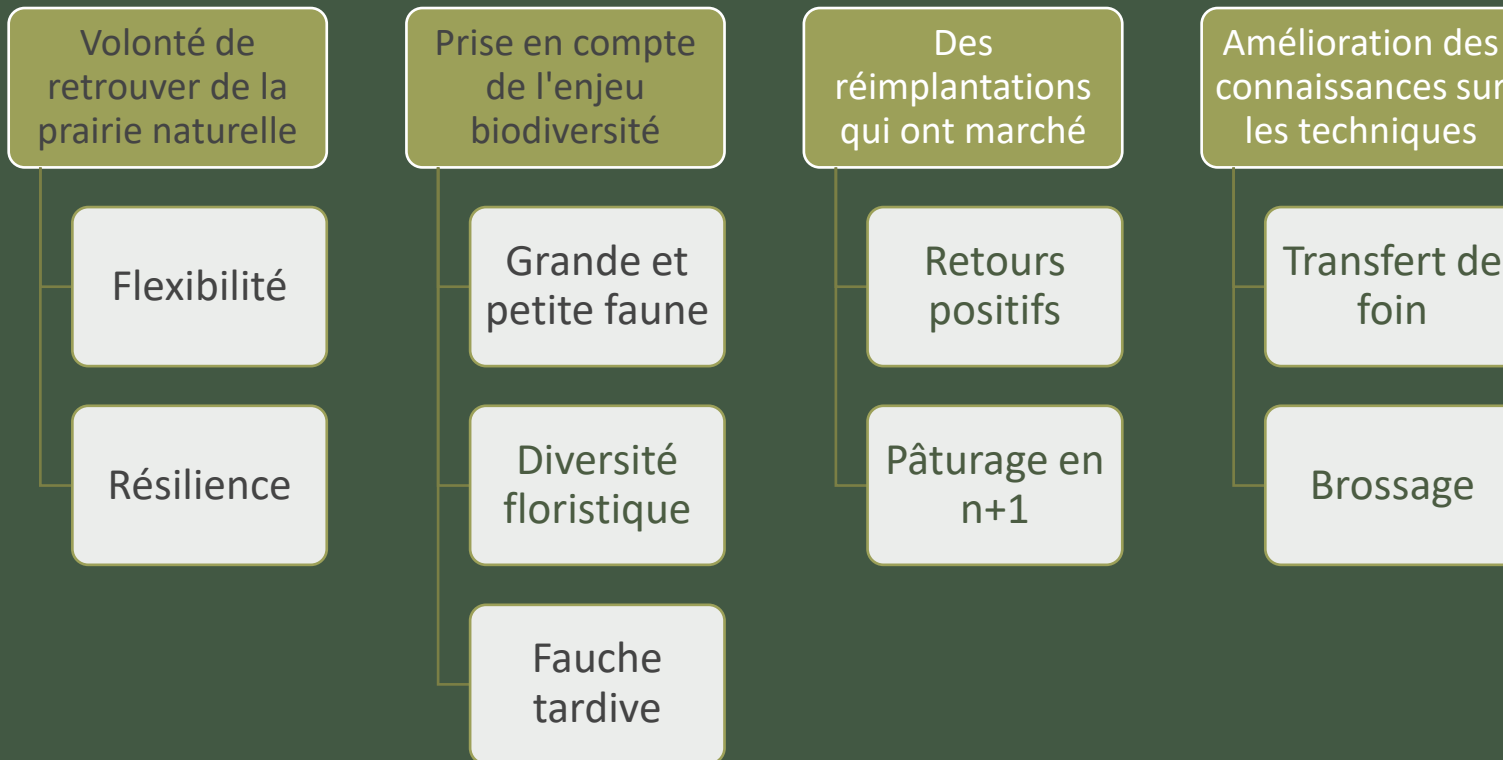 Volonté de
retrouver de la
prairie naturelle
Flexibilité
Résilience
Prise en compte
de l'enjeu
biodiversité
Grande et
petite faune
Diversité
floristique
Fauche
tardive
Des
réimplantations
qui ont marché
Retours
positifs
Pâturage en
n+1
Amélioration des
connaissances sur
les techniques
Transfert de
foin
Brossage